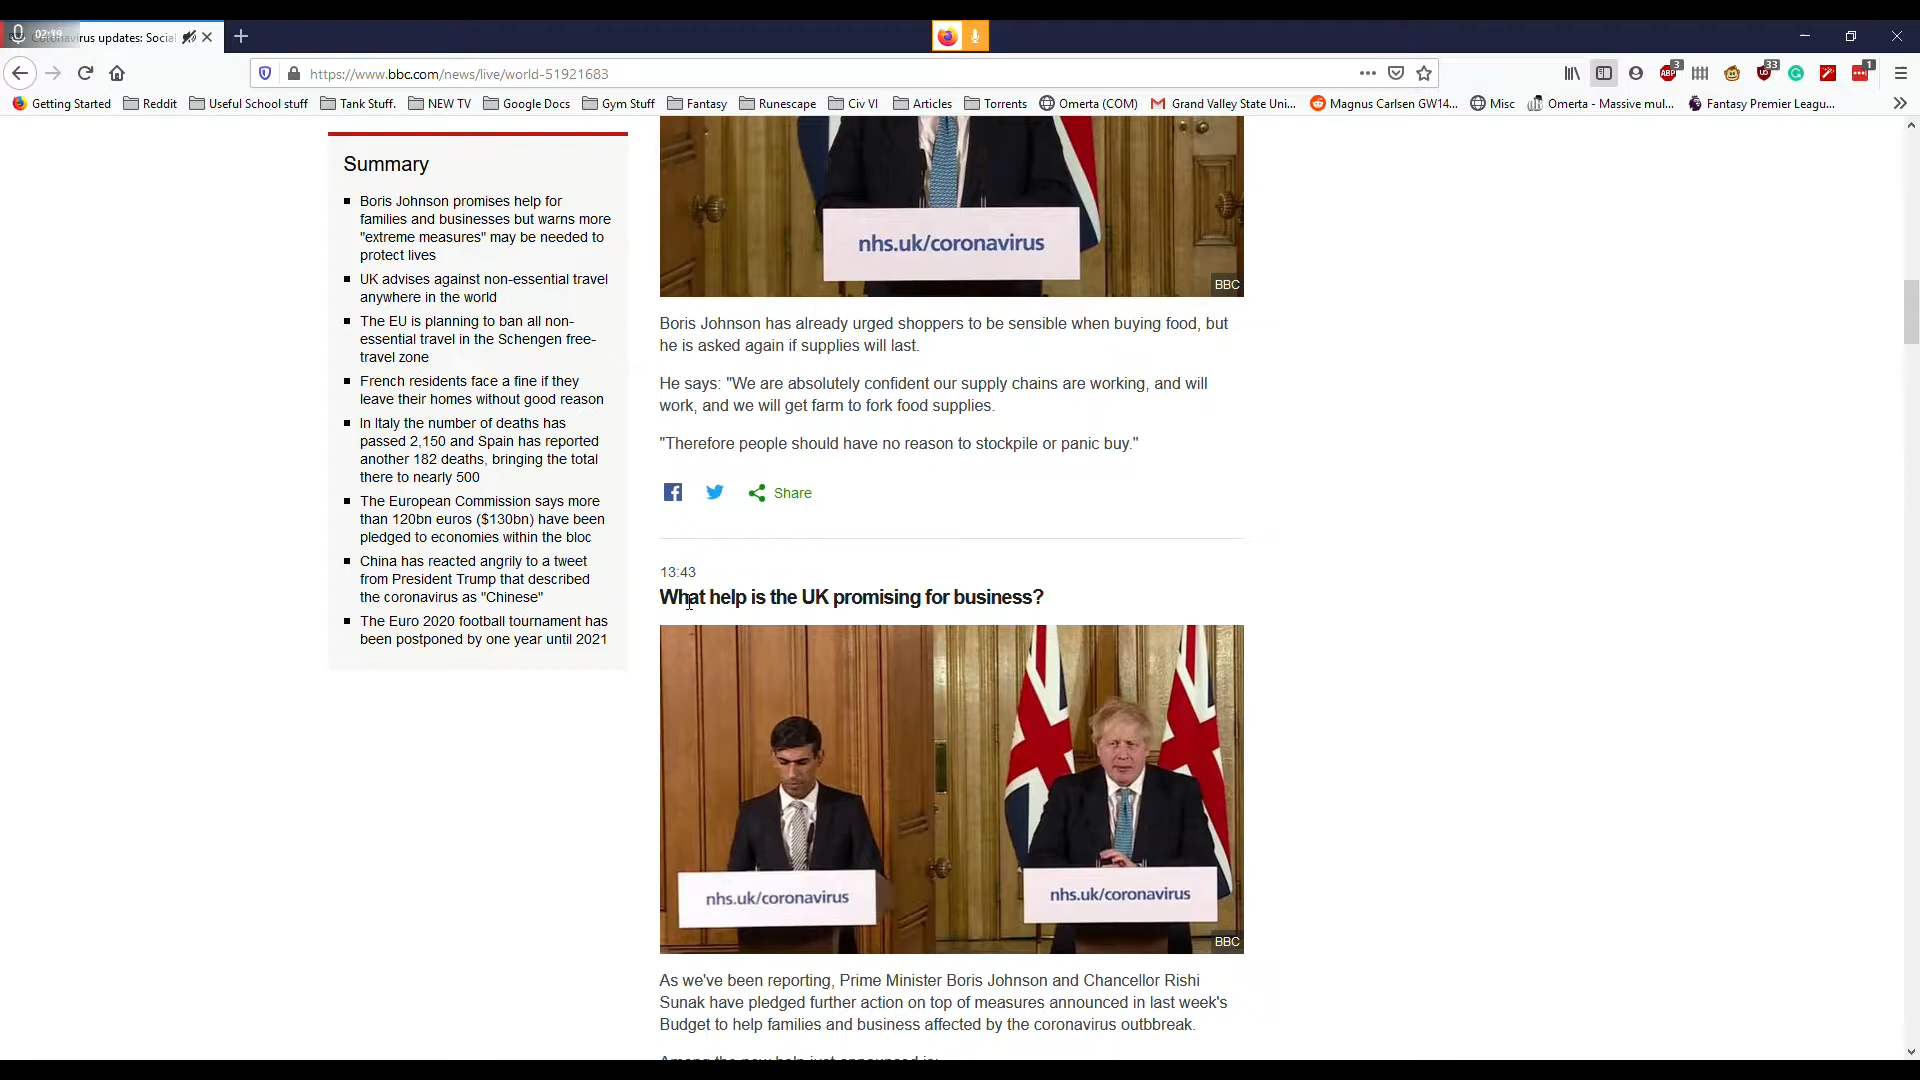 02:19
rus updates: Social
https://www.bbc.com/news/live/world-51921683
3
33
1
Getting Started
Reddit
Useful School stuff
Tank Stuff.
NEW TV
Google Docs
Gym Stuff
Fantasy
Runescape
Civ VI
Articles
Torrents
Omerta (COM)
Grand Valley State Uni...
Magnus Carlsen GW14...
Misc
Omerta - Massive mul...
Fantasy Premier Leagu...
Summary
Boris Johnson promises help for
families and businesses but warns more
"extreme measures" may be needed to
protect lives
UK advises against non-essential travel
anywhere in the world
The EU is planning to ban all non-
essential travel in the Schengen free-
travel zone
French residents face a fine if they
leave their homes without good reason
In Italy the number of deaths has
passed 2,150 and Spain has reported
another 182 deaths, bringing the total
there to nearly 500
The European Commission says more
than 120bn euros ($130bn) have been
pledged to economies within the bloc
China has reacted angrily to a tweet
from President Trump that described
the coronavirus as "Chinese"
The Euro 2020 football tournament has
been postponed by one year until 2021
nhs.uk/coronavirus
BBC
Boris Johnson has already urged shoppers to be sensible when buying food, but
he is asked again if supplies will last.
He says: "We are absolutely confident our supply chains are working, and will
work, and we will get farm to fork food supplies.
"Therefore people should have no reason to stockpile or panic buy."
Share
13:43
What help is the UK promising for business?
nhs.uk/coronavirus
nhs.uk/coronavirus
BBC
As we've been reporting, Prime Minister Boris Johnson and Chancellor Rishi
Sunak have pledged further action on top of measures announced in last week's
Budget to help families and business affected by the coronavirus outbbreak.